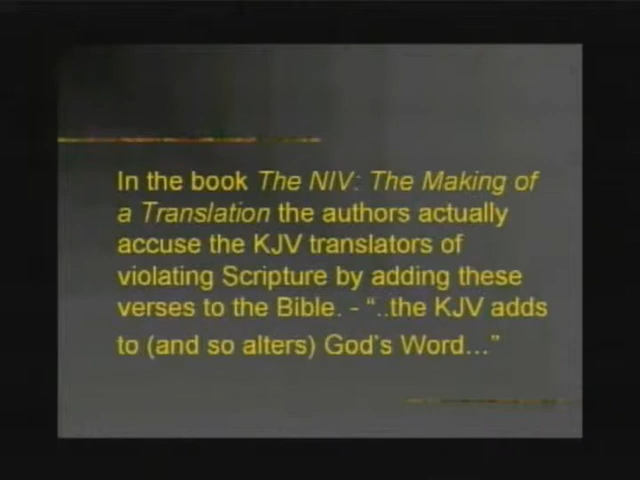 In the book The NIV: The Making of
a Translation the authors actually
accuse the KJV translators of
violating Scripture by adding these
verses to the Bible. - “..the KJV adds
to (and so alters) God’s Word...”